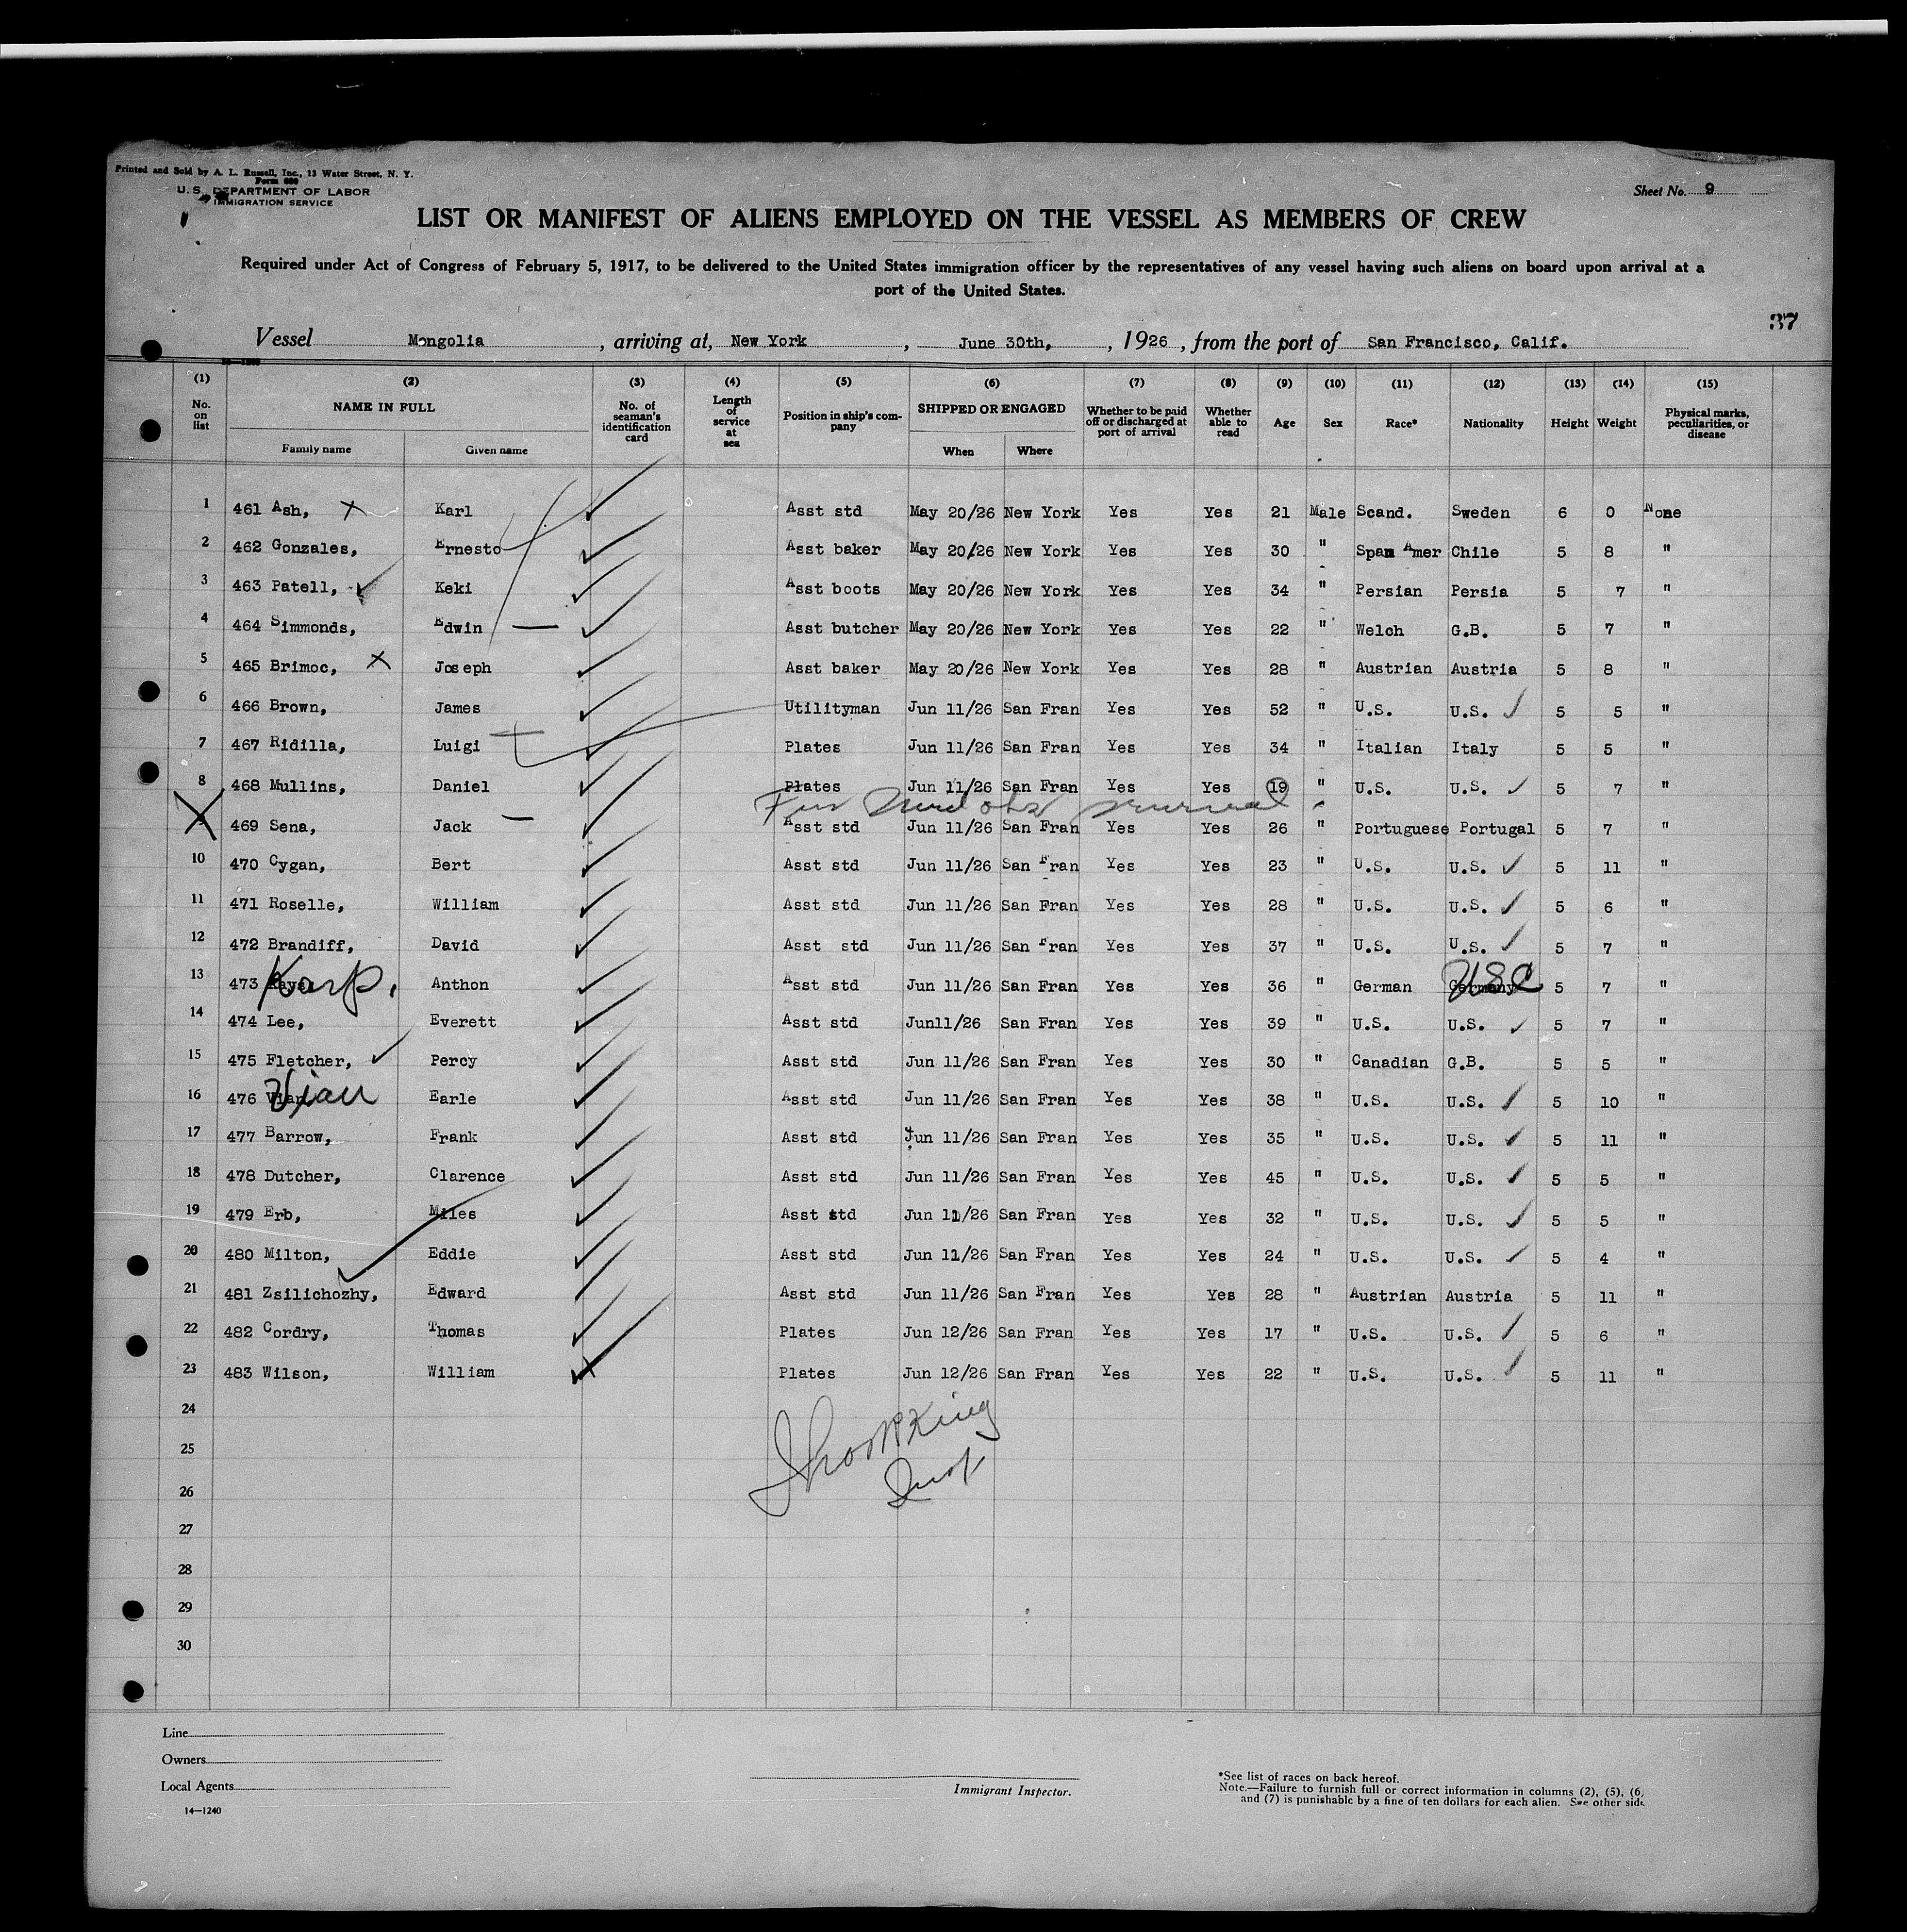 Printed and Sold by A. L. Russell, Inc., 13 Water Street, N. Y.
Form 680
U. S. DEPARTMENT OF LABOR
IMMIGRATION SERVICE
Sheet No. 9
LIST OR MANIFEST OF ALIENS EMPLOYED ON THE VESSEL AS MEMBERS OF CREW
Required under Act of Congress of February 5, 1917, to be delivered to the United States immigration officer by the representatives of any vessel having such aliens on board upon arrival at a
port of the United States.
37
Vessel Mongolia, arriving at, New York, June 30th, 1926, from the port of San Francisco, Calif.
(1) (2) (3) (4) (5) (6) (7) (8) (9) (10) (11) (12) (13) (14) (15)
No. on list NAME IN FULL Family name Given name No. of seaman's identification card Length of service at sea Position in ship's company SHIPPED OR ENGAGED When Where Whether to be paid off or discharged at port of arrival Whether able to read Age Sex Race* Nationality Height Weight Physical marks, peculiarities, or disease
1 461 Ash, X Karl Asst std May 20/26 New York Yes Yes 21 Male Scand. Sweden 6 0 None
2 462 Gonzales, Ernesto Asst baker May 20/26 New York Yes Yes 30 " Span Amer Chile 5 8 "
3 463 Patell, Keki Asst boots May 20/26 New York Yes Yes 34 " Persian Persia 5 7 "
4 464 Simmonds, Edwin Asst butcher May 20/26 New York Yes Yes 22 " Welch G.B. 5 7 "
5 465 Brimoc, X Joseph Asst baker May 20/26 New York Yes Yes 28 " Austrian Austria 5 8 "
6 466 Brown, James Utilityman Jun 11/26 San Fran Yes Yes 52 " U.S. U.S. 5 5 "
7 467 Ridilla, Luigi Plates Jun 11/26 San Fran Yes Yes 34 " Italian Italy 5 5 "
8 468 Mullins, Daniel Plates Jun 11/26 San Fran Yes Yes 19 " U.S. U.S. 5 7 "
9 469 Sena, Jack Asst std Jun 11/26 San Fran Yes Yes 26 " Portuguese Portugal 5 7 "
10 470 Cygan, Bert Asst std Jun 11/26 San Fran Yes Yes 23 " U.S. U.S. 5 11 "
11 471 Roselle, William Asst std Jun 11/26 San Fran Yes Yes 28 " U.S. U.S. 5 6 "
12 472 Brandiff, David Asst std Jun 11/26 San Fran Yes Yes 37 " U.S. U.S. 5 7 "
13 473 Karp, Anthon Asst std Jun 11/26 San Fran Yes Yes 36 " German Germany USC 5 7 "
14 474 Lee, Everett Asst std Jun11/26 San Fran Yes Yes 39 " U.S. U.S. 5 7 "
15 475 Fletcher, Percy Asst std Jun 11/26 San Fran Yes Yes 30 " Canadian G.B. 5 5 "
16 476 Vian Earle Asst std Jun 11/26 San Fran Yes Yes 38 " U.S. U.S. 5 10 "
17 477 Barrow, Frank Asst std Jun 11/26 San Fran Yes Yes 35 " U.S. U.S. 5 11 "
18 478 Dutcher, Clarence Asst std Jun 11/26 San Fran Yes Yes 45 " U.S. U.S. 5 5 "
19 479 Erb, Miles Asst std Jun 11/26 San Fran Yes Yes 32 " U.S. U.S. 5 5 "
20 480 Milton, Eddie Asst std Jun 11/26 San Fran Yes Yes 24 " U.S. U.S. 5 4 "
21 481 Zsilichozhy, Edward Asst std Jun 11/26 San Fran Yes Yes 28 " Austrian Austria 5 11 "
22 482 Cordry, Thomas Plates Jun 12/26 San Fran Yes Yes 17 " U.S. U.S. 5 6 "
23 483 Wilson, William Plates Jun 12/26 San Fran Yes Yes 22 " U.S. U.S. 5 11 "
24
25
26
27
28
29
30
Line
Owners
Local Agents
14—1240
Immigrant Inspector.
*See list of races on back hereof.
Note.—Failure to furnish full or correct information in columns (2), (5), (6)
and (7) is punishable by a fine of ten dollars for each alien. See other side